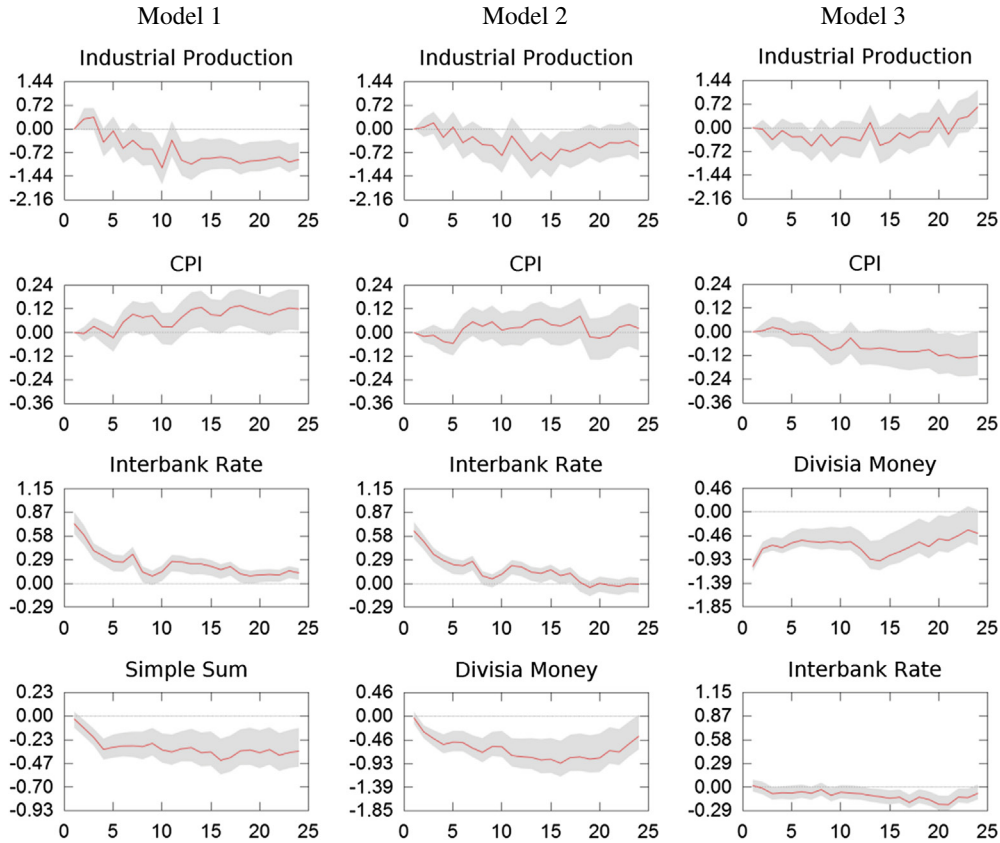 Model 1 Model 2 Model 3
Industrial Production Industrial Production Industrial Production
1.44 1.44 1.44
0.72 0.72 0.72
0.00 0.00 0.00
-0.72 -0.72 -0.72
-1.44 -1.44 -1.44
-2.16 -2.16 -2.16
0 5 10 15 20 25 0 5 10 15 20 25 0 5 10 15 20 25
CPI CPI CPI
0.24 0.24 0.24
0.12 0.12 0.12
0.00 0.00 0.00
-0.12 -0.12 -0.12
-0.24 -0.24 -0.24
-0.36 -0.36 -0.36
0 5 10 15 20 25 0 5 10 15 20 25 0 5 10 15 20 25
Interbank Rate Interbank Rate Divisia Money
1.15 1.15 0.46
0.87 0.87 0.00
0.58 0.58 -0.46
0.29 0.29 -0.93
0.00 0.00 -1.39
-0.29 -0.29 -1.85
0 5 10 15 20 25 0 5 10 15 20 25 0 5 10 15 20 25
Simple Sum Divisia Money Interbank Rate
0.23 0.46 1.15
0.00 0.00 0.87
-0.23 -0.46 0.58
-0.47 -0.93 0.29
-0.70 -1.39 0.00
-0.93 -1.85 -0.29
0 5 10 15 20 25 0 5 10 15 20 25 0 5 10 15 20 25